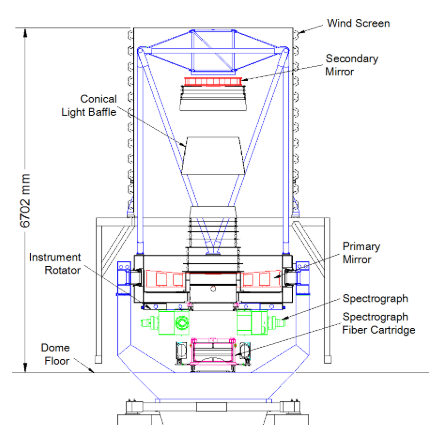 Wind Screen
Secondary
Mirror
Conical
Light Baffle
6702 mm
Instrument
Rotator
Primary
Mirror
Spectrograph
Spectrograph
Fiber Cartridge
Dome
Floor